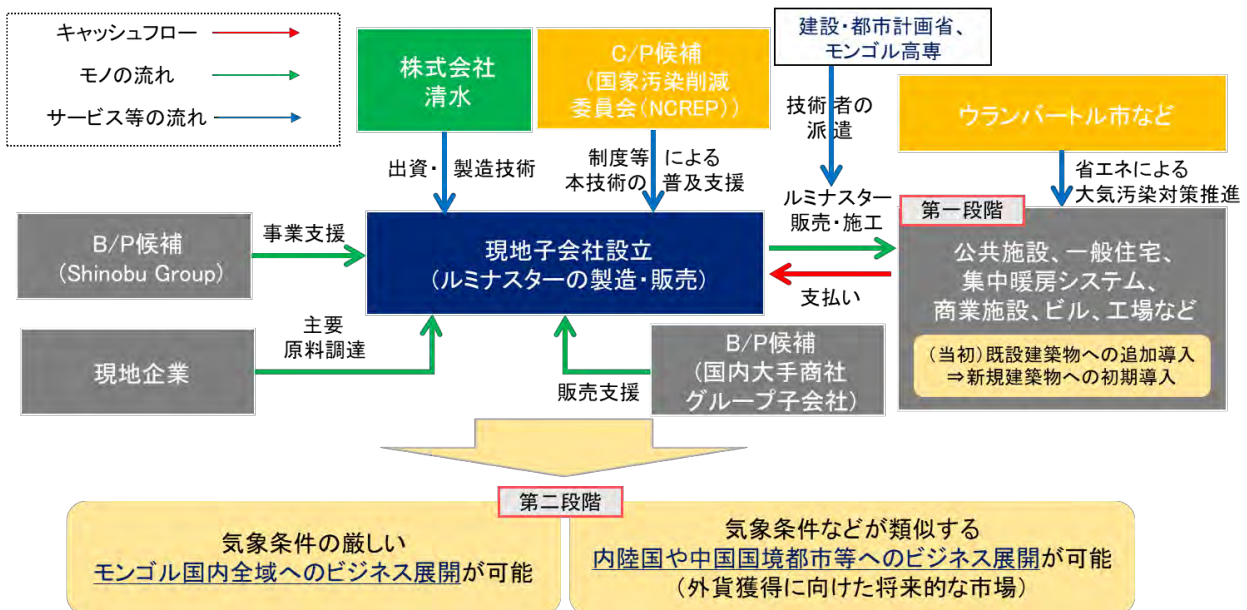 キャッシュフロー
モノの流れ
サービス等の流れ
株式会社
清水
C/P候補
(国家汚染削減
委員会(NCREP))
建設・都市計画省、
モンゴル高専
技術者の
派遣
ウランバートル市など
出資・製造技術
制度等による
本技術の普及支援
省エネによる
大気汚染対策推進
B/P候補
(Shinobu Group)
事業支援
現地子会社設立
(ルミナスターの製造・販売)
ルミナスター
販売・施工
支払い
第一段階
公共施設、一般住宅、
集中暖房システム、
商業施設、ビル、工場など
(当初)既設建築物への追加導入
⇒新規建築物への初期導入
現地企業
主要
原料調達
販売支援
B/P候補
(国内大手商社
グループ子会社)
第二段階
気象条件の厳しい
モンゴル国内全域へのビジネス展開が可能
気象条件などが類似する
内陸国や中国国境都市等へのビジネス展開が可能
(外貨獲得に向けた将来的な市場)